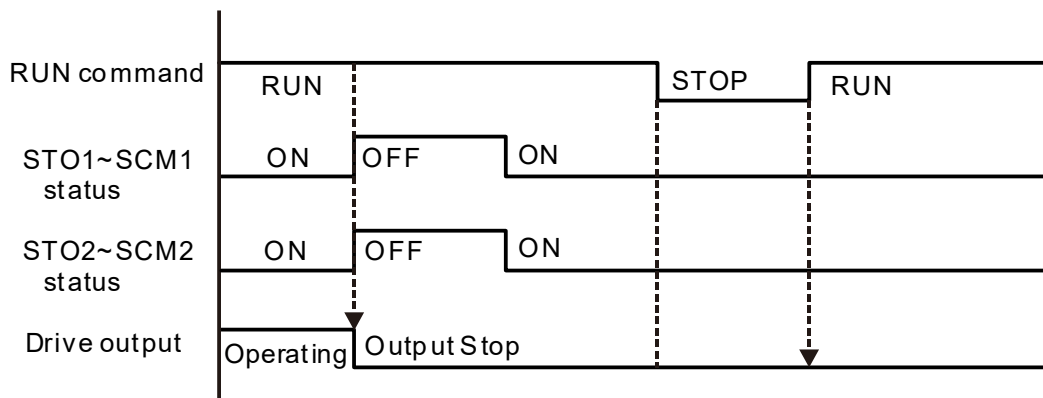 RUN command
RUN
STOP
RUN
STO1~SCM1
status
ON
OFF
ON
STO2~SCM2
status
ON
OFF
ON
Drive output
Operating
Output Stop